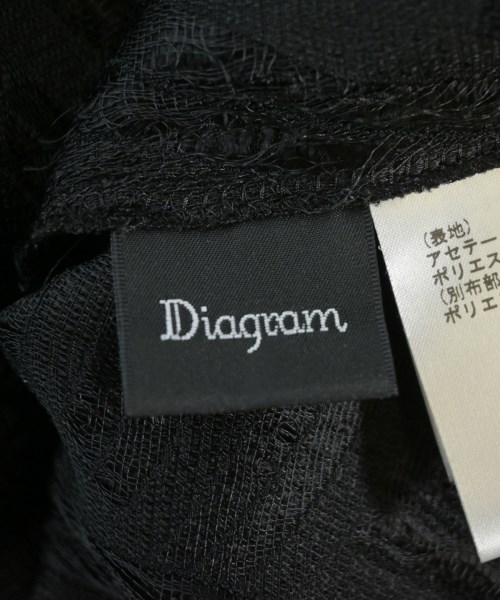 Diagram
（表地）
アセテー
ポリエス
（別布部
ポリエ